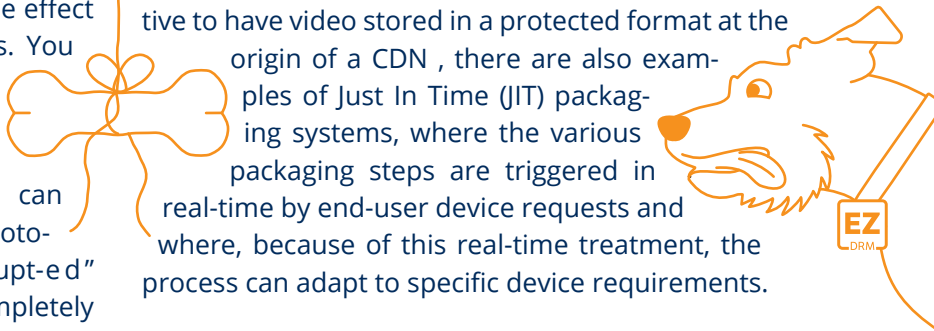 e effect
s. You
can
oto-
upt-e d”
mpletely
tive to have video stored in a protected format at the
origin of a CDN , there are also exam-
ples of Just In Time (JIT) packag-
ing systems, where the various
packaging steps are triggered in
real-time by end-user device requests and
where, because of this real-time treatment, the
process can adapt to specific device requirements.
EZ
DRM